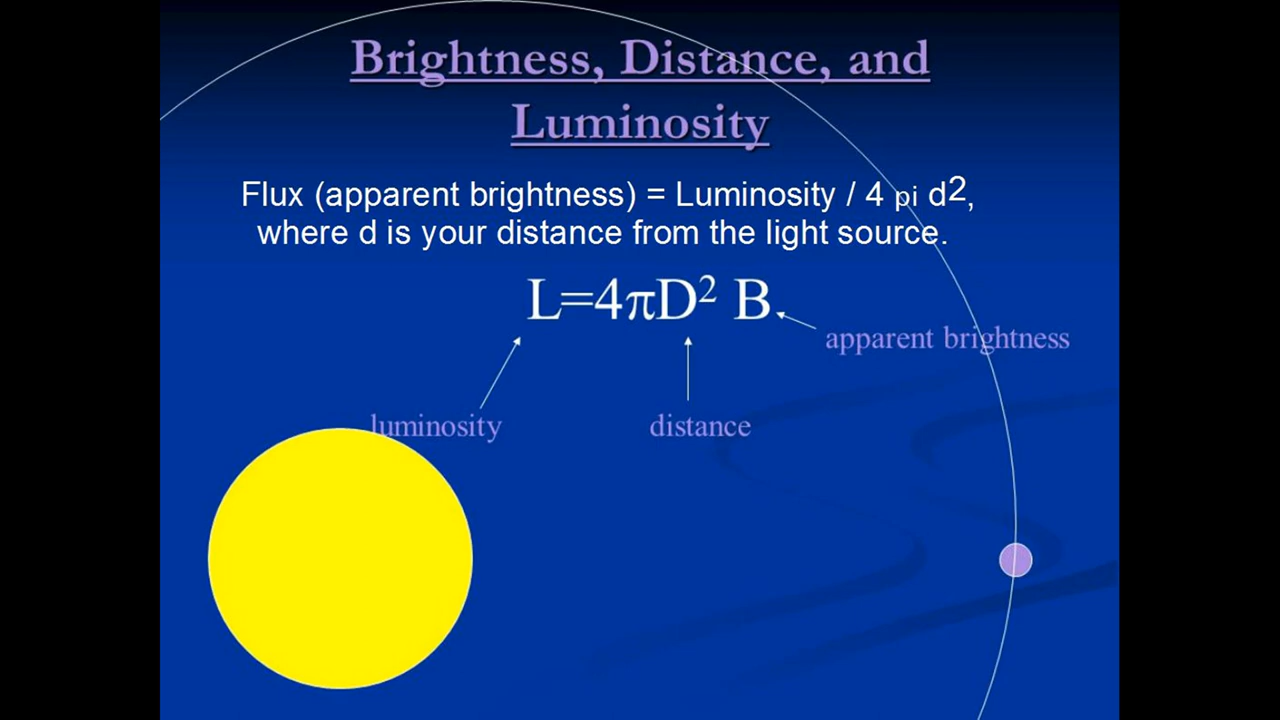 Brightness, Distance, and
Luminosity
Flux (apparent brightness) = Luminosity / 4 pi d2,
where d is your distance from the light source.
L=4πD² B
apparent brightness
luminosity
distance